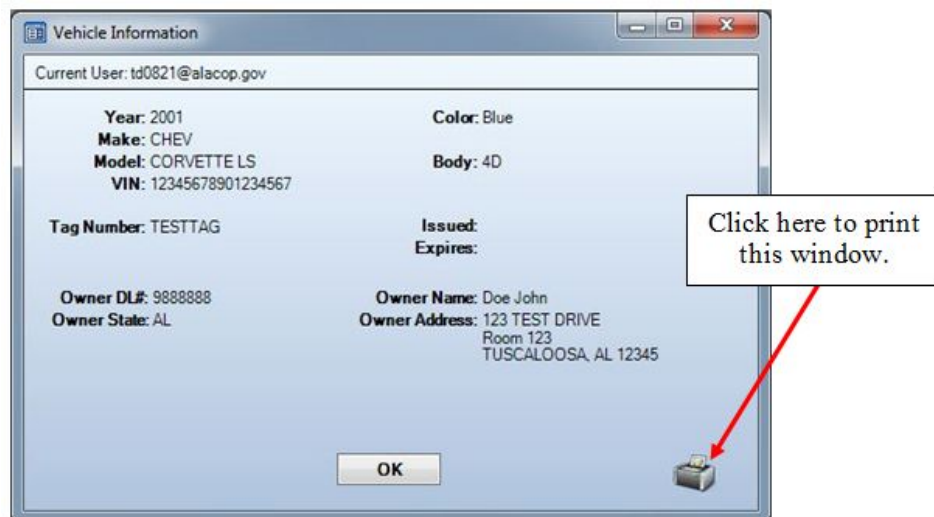 Vehicle Information
Current User: td0821@alacop.gov
Year: 2001 Color: Blue
Make: CHEV
Model: CORVETTE LS Body: 4D
VIN: 12345678901234567
Tag Number: TESTTAG Issued:
Expires:
Click here to print
this window.
Owner DL#: 9888888 Owner Name: Doe John
Owner State: AL Owner Address: 123 TEST DRIVE
Room 123
TUSCALOOSA, AL 12345
OK